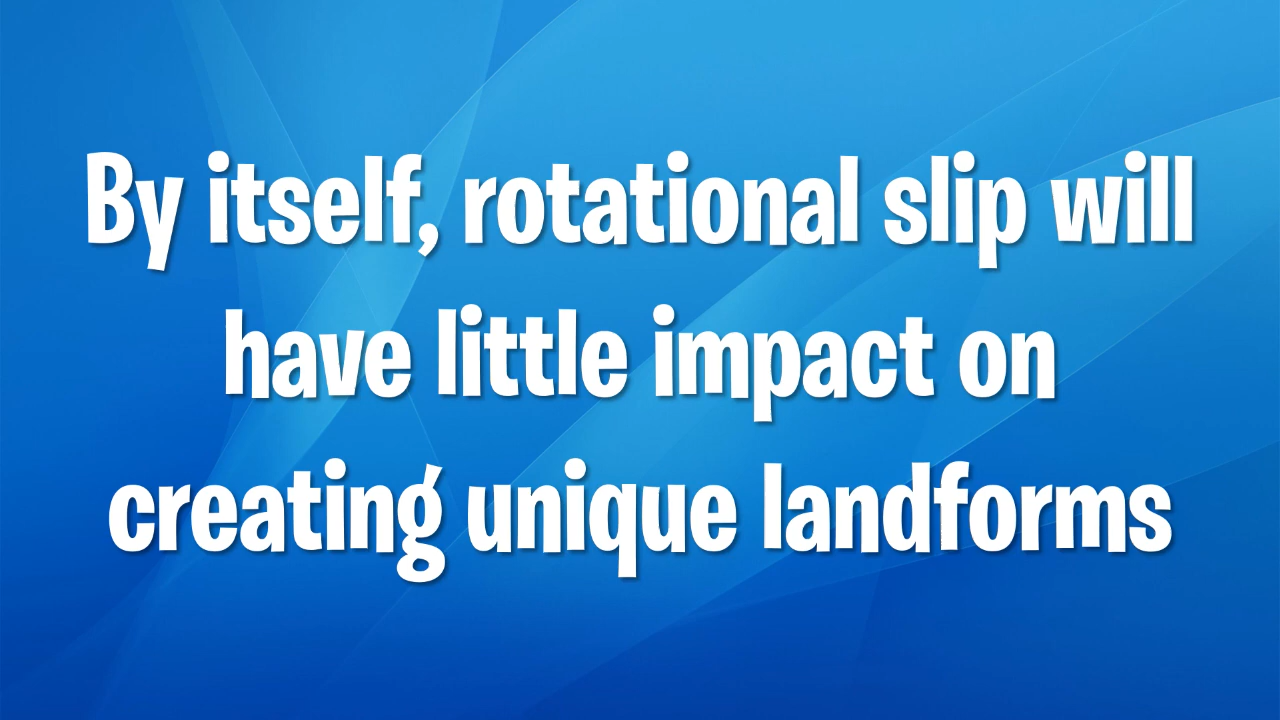 By itself, rotational slip will
have little impact on
creating unique landforms